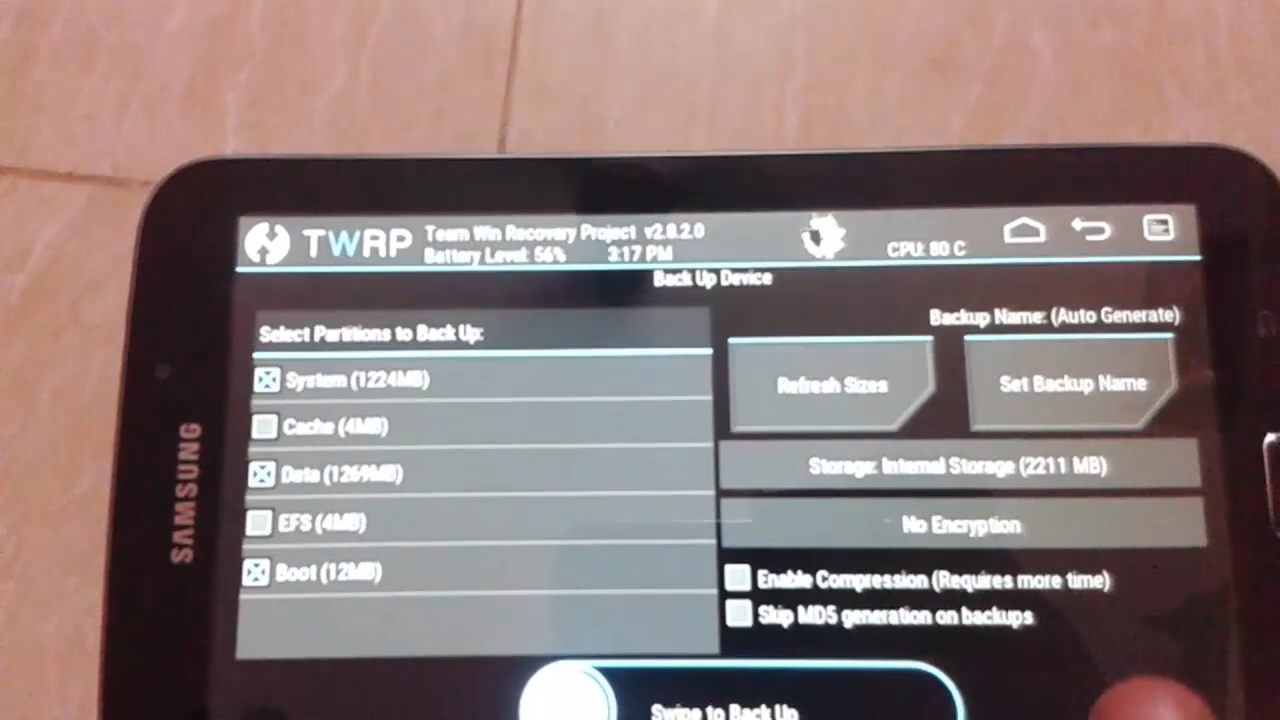 TWRP
Team Win Recovery Project v2.8.2.0
Battery Level: 56% 3:17 PM
CPU: 80 C
Back Up Device
Select Partitions to Back Up:
System (1224MB)
Cache (4MB)
Data (1269MB)
EFS (4MB)
Boot (12MB)
Backup Name: (Auto Generate)
Refresh Sizes
Set Backup Name
Storage: Internal Storage (2211 MB)
No Encryption
Enable Compression (Requires more time)
Skip MD5 generation on backups
Swipe to Back Up
SAMSUNG